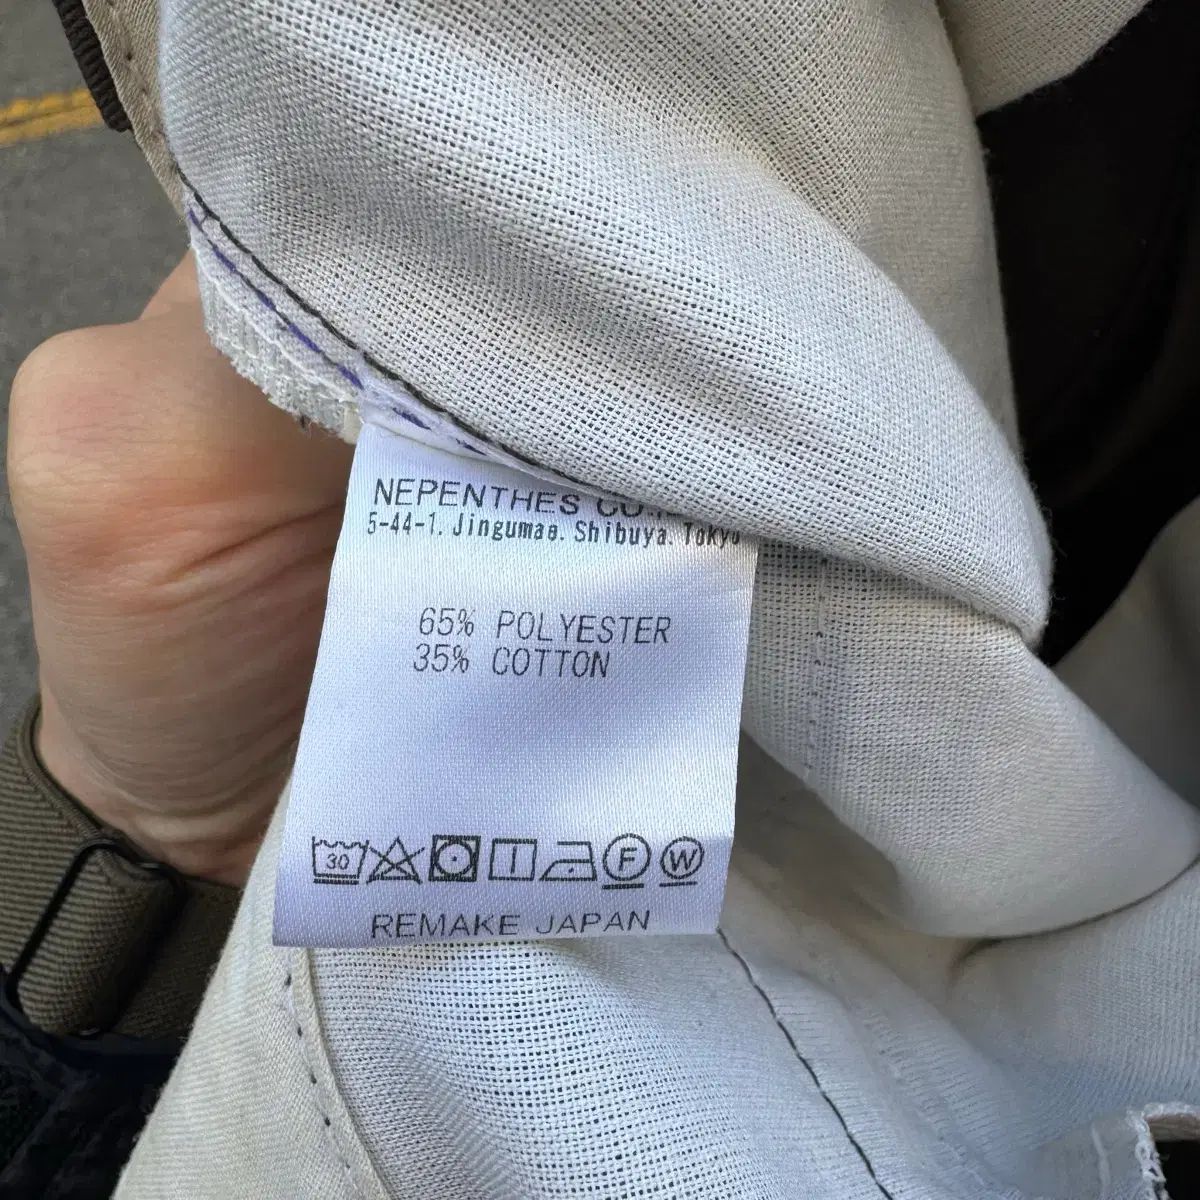 NEPENTHES CO.
5-44-1. Jingumae. Shibuya. Tokyo
65% POLYESTER
35% COTTON
30 F W
REMAKE JAPAN